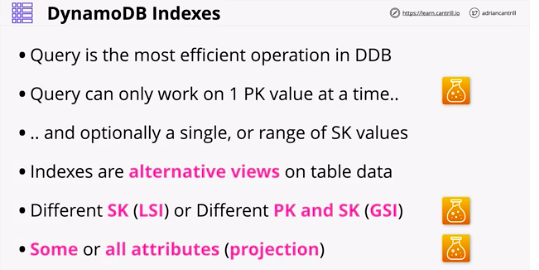 DynamoDB Indexes
https://learn.cantrill.io
adriancantrill
• Query is the most efficient operation in DDB
• Query can only work on 1 PK value at a time..
• .. and optionally a single, or range of SK values
• Indexes are alternative views on table data
• Different SK (LSI) or Different PK and SK (GSI)
• Some or all attributes (projection)